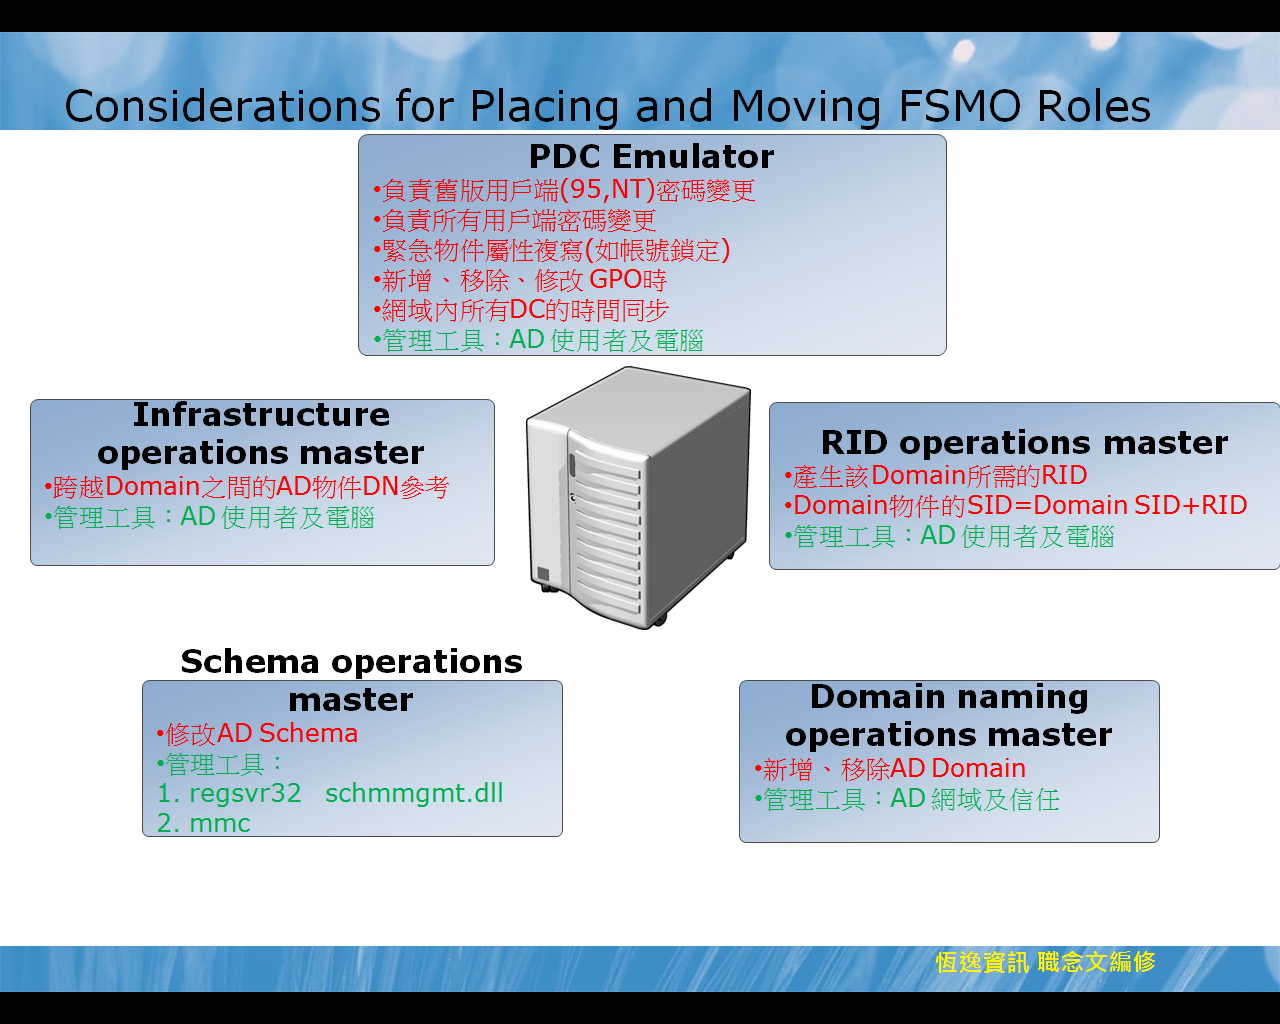 Considerations for Placing and Moving FSMO Roles
PDC Emulator
•負責舊版用戶端(95,NT)密碼變更
•負責所有用戶端密碼變更
•緊急物件屬性複寫(如帳號鎖定)
•新增、移除、修改 GPO時
•網域內所有DC的時間同步
•管理工具：AD 使用者及電腦
Infrastructure
operations master
•跨越Domain之間的AD物件DN參考
•管理工具：AD 使用者及電腦
RID operations master
•產生該Domain所需的RID
•Domain物件的SID=Domain SID+RID
•管理工具：AD 使用者及電腦
Schema operations
master
•修改AD Schema
•管理工具：
1. regsvr32 schmmgmt.dll
2. mmc
Domain naming
operations master
•新增、移除AD Domain
•管理工具：AD 網域及信任
恆逸資訊 職念文編修